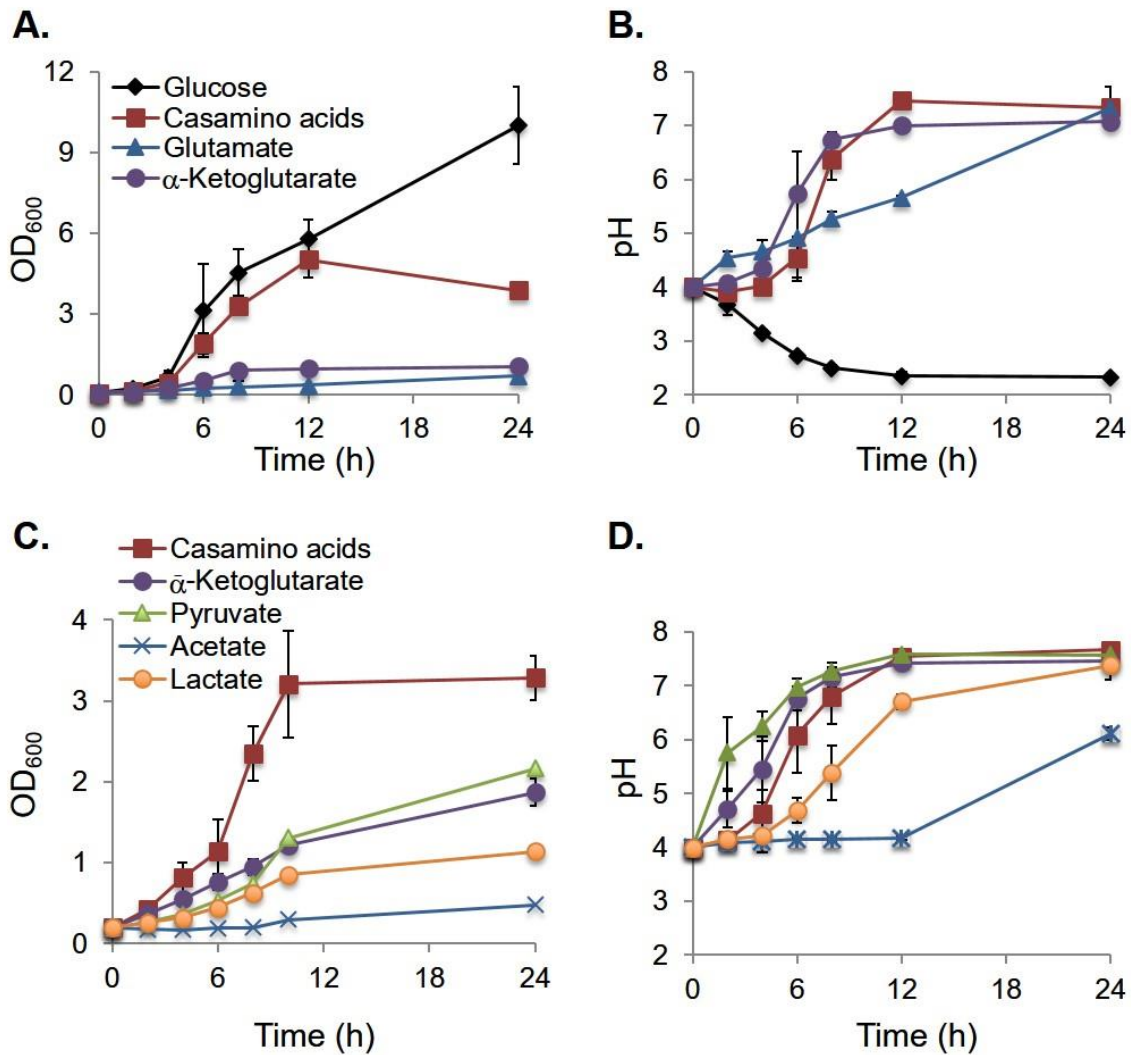 A.
12
9
6
3
0
OD600
Glucose
Casamino acids
Glutamate
α-Ketoglutarate
0 6 12 18 24
Time (h)
B.
8
7
6
5
4
3
2
pH
0 6 12 18 24
Time (h)
C.
Casamino acids
ᾱ-Ketoglutarate
Pyruvate
Acetate
Lactate
4
3
2
1
0
OD600
0 6 12 18 24
Time (h)
D.
8
7
6
5
4
3
2
pH
0 6 12 18 24
Time (h)